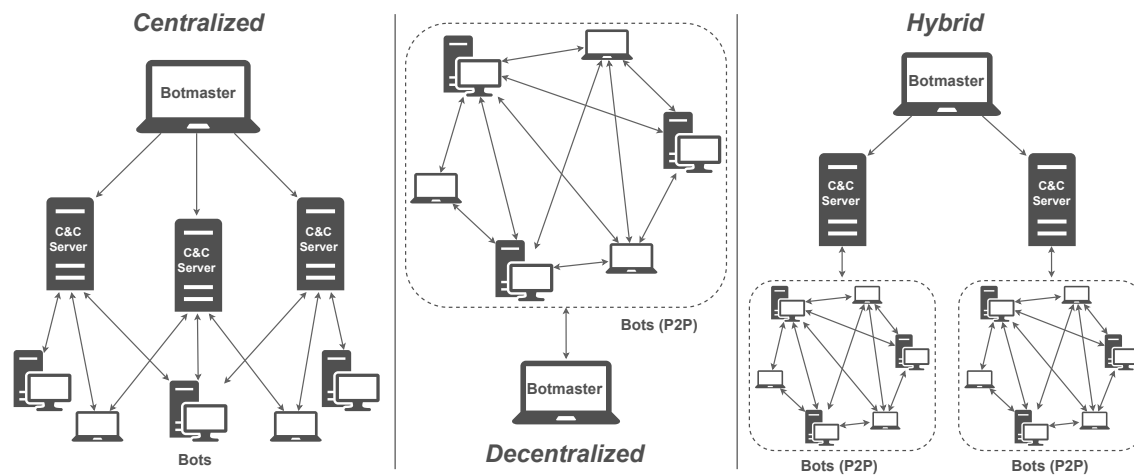 Centralized
Botmaster
C&C
Server
C&C
Server
C&C
Server
Bots
Bots (P2P)
Botmaster
Decentralized
Hybrid
Botmaster
C&C
Server
C&C
Server
Bots (P2P)
Bots (P2P)